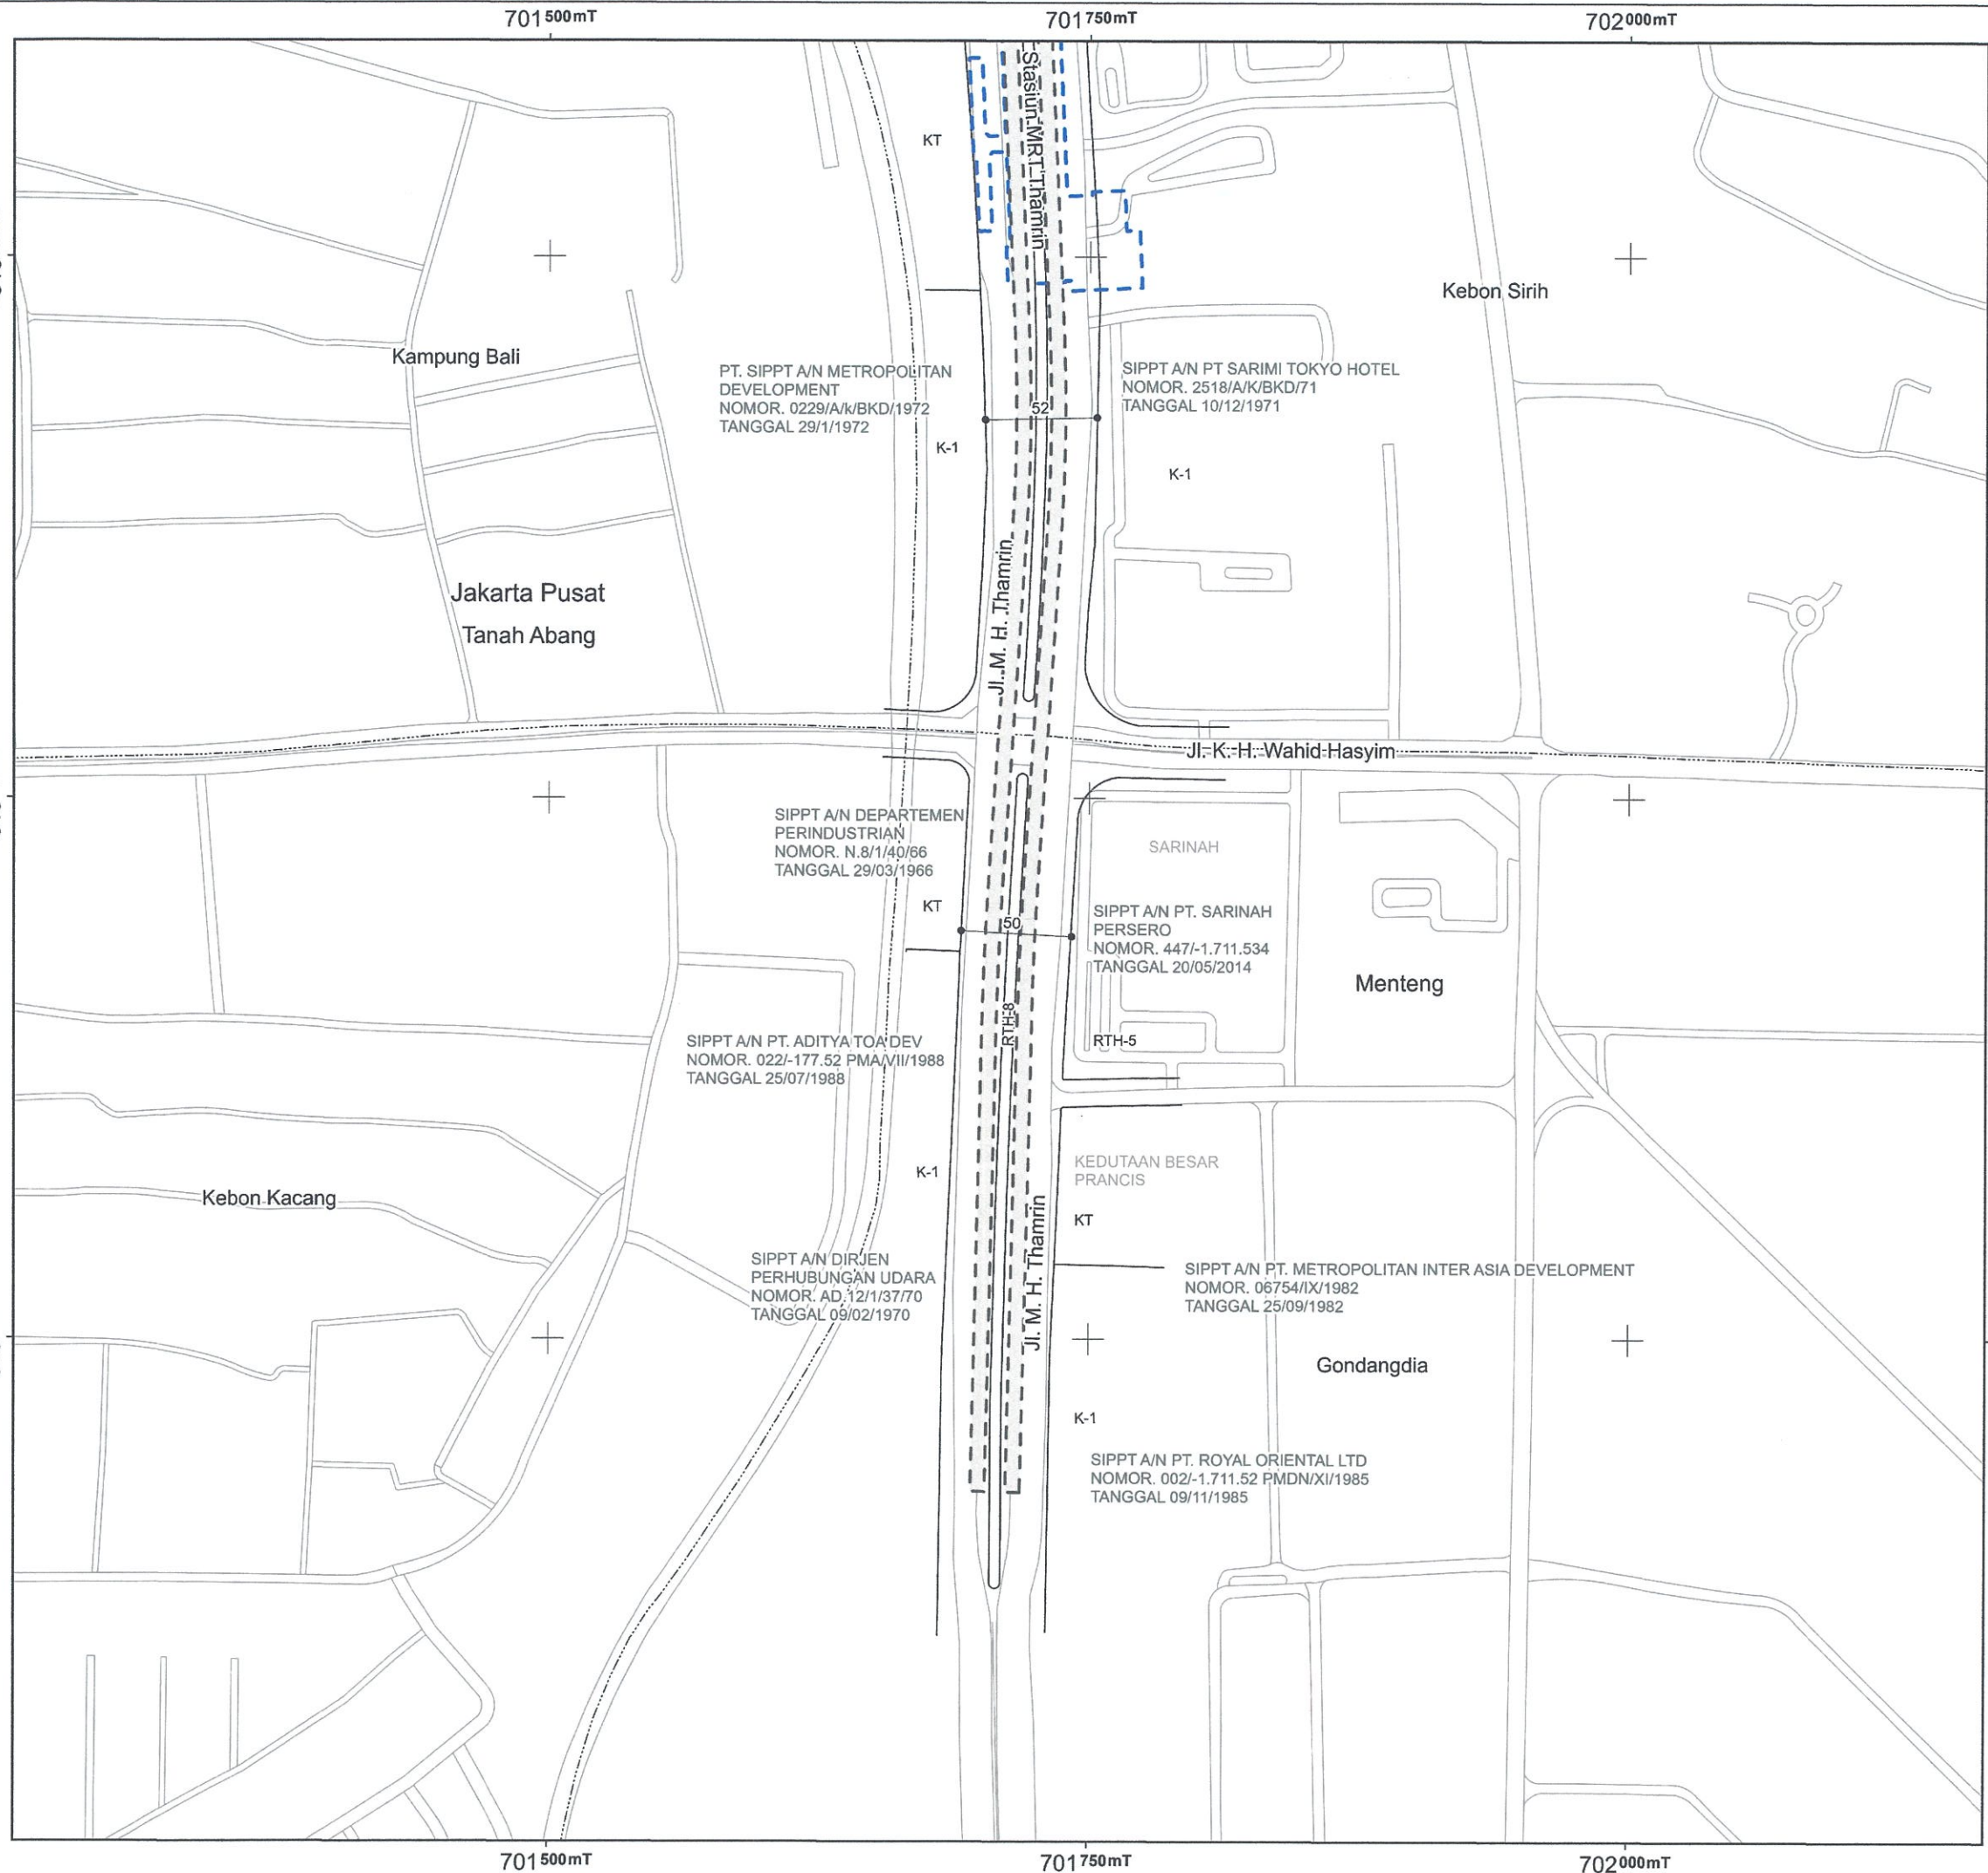 701500mT
701750mT
702000mT
Stasiun MRT Thamrin
KT
Kebon Sirih
Kampung Bali
PT. SIPPT A/N METROPOLITAN
DEVELOPMENT
NOMOR. 0229/A/k/BKD/1972
TANGGAL 29/1/1972
SIPPT A/N PT SARIMI TOKYO HOTEL
NOMOR. 2518/A/K/BKD/71
TANGGAL 10/12/1971
52
K-1
K-1
Jl. M. H. Thamrin
Jakarta Pusat
Tanah Abang
Jl. K. H. Wahid Hasyim
SIPPT A/N DEPARTEMEN
PERINDUSTRIAN
NOMOR. N.8/1/40/66
TANGGAL 29/03/1966
SARINAH
KT
50
SIPPT A/N PT. SARINAH
PERSERO
NOMOR. 447/-1.711.534
TANGGAL 20/05/2014
Menteng
RTH-8
RTH-5
SIPPT A/N PT. ADITYA TOA DEV
NOMOR. 022/-177.52 PMA/VII/1988
TANGGAL 25/07/1988
K-1
KEDUTAAN BESAR
PRANCIS
KT
Kebon Kacang
Jl. M. H. Thamrin
SIPPT A/N DIRJEN
PERHUBUNGAN UDARA
NOMOR. AD.12/1/37/70
TANGGAL 09/02/1970
SIPPT A/N PT. METROPOLITAN INTER ASIA DEVELOPMENT
NOMOR. 06754/IX/1982
TANGGAL 25/09/1982
Gondangdia
K-1
SIPPT A/N PT. ROYAL ORIENTAL LTD
NOMOR. 002/-1.711.52 PMDN/XI/1985
TANGGAL 09/11/1985
701500mT
701750mT
702000mT